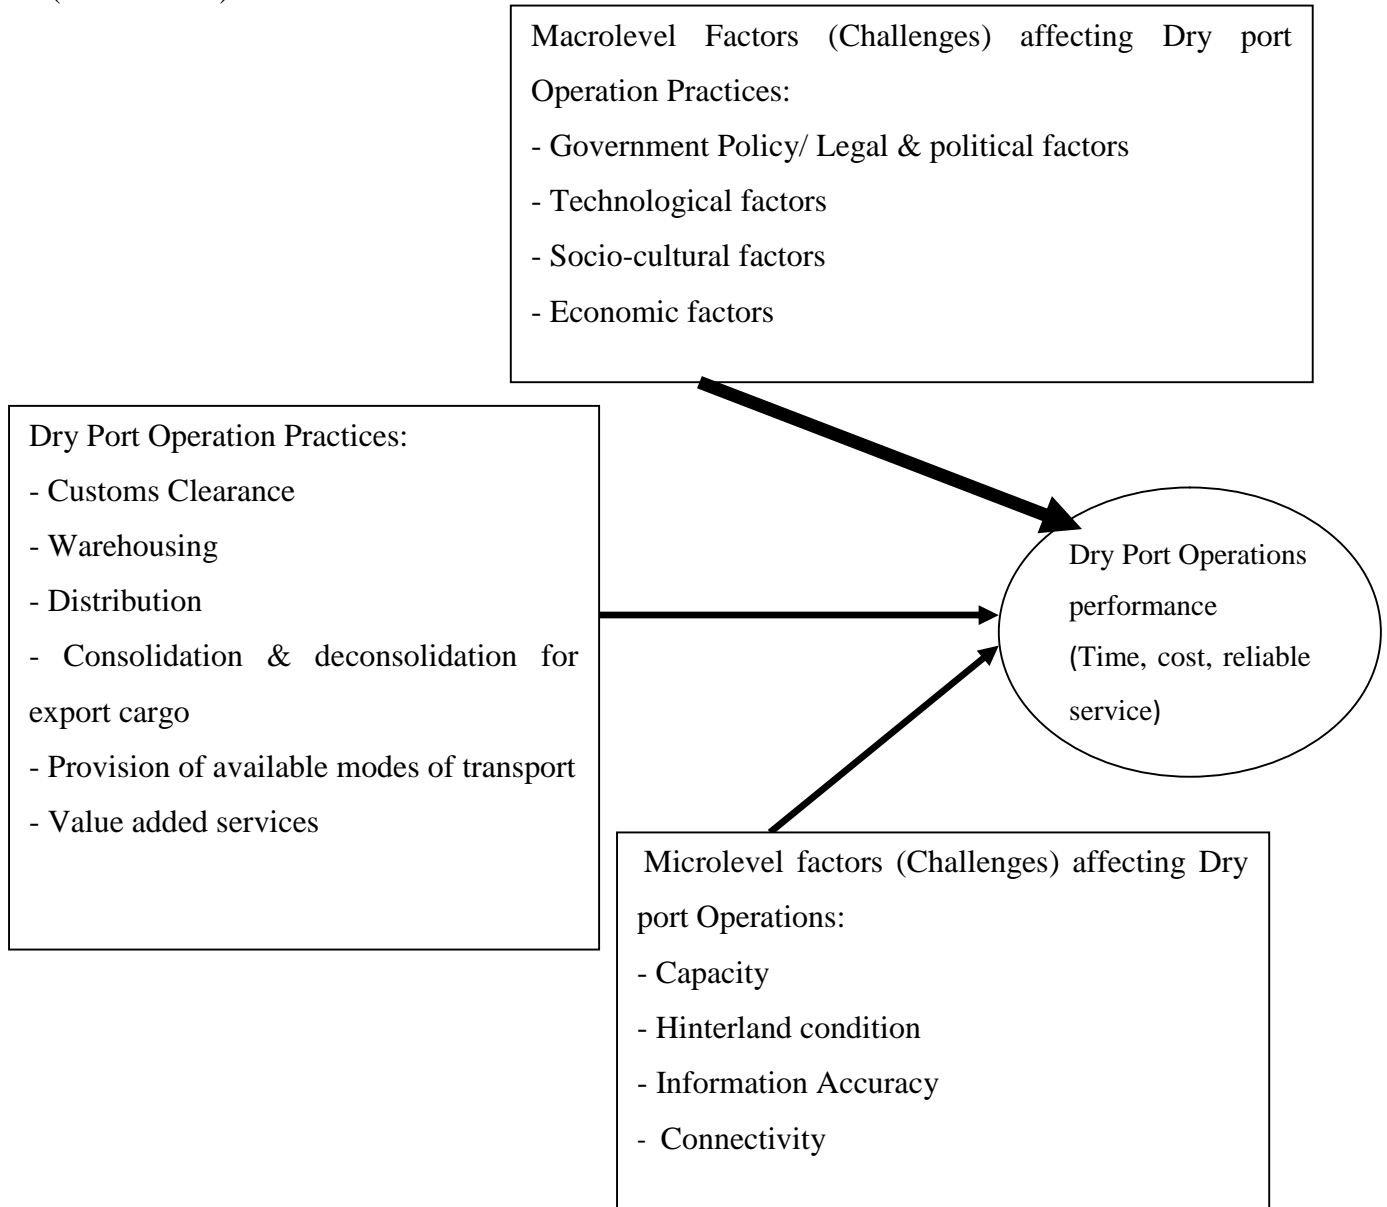 Macrolevel Factors (Challenges) affecting Dry port
Operation Practices:
- Government Policy/ Legal & political factors
- Technological factors
- Socio-cultural factors
- Economic factors
Dry Port Operation Practices:
- Customs Clearance
- Warehousing
- Distribution
- Consolidation & deconsolidation for
export cargo
- Provision of available modes of transport
- Value added services
Dry Port Operations
performance
(Time, cost, reliable
service)
Microlevel factors (Challenges) affecting Dry
port Operations:
- Capacity
- Hinterland condition
- Information Accuracy
- Connectivity